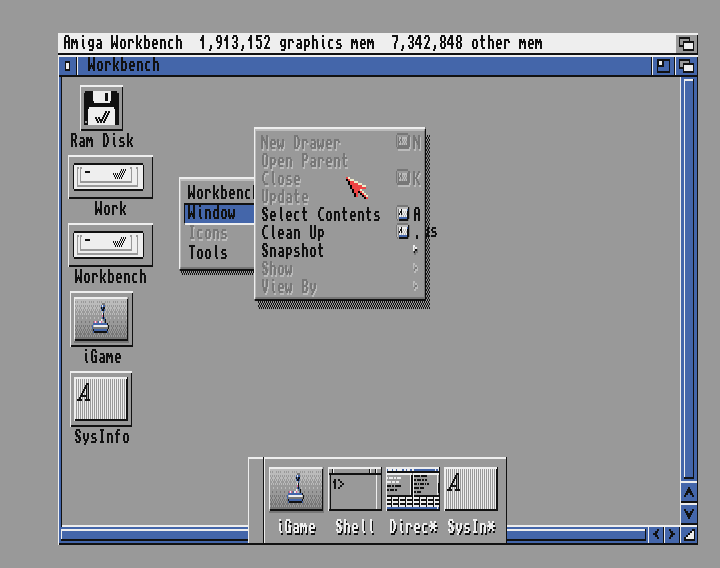 Amiga Workbench  1,913,152 graphics mem  7,342,848 other mem
Workbench
Ram Disk
Work
Workbench
iGame
SysInfo
Workbench
Window
Icons
Tools
New Drawer N
Open Parent
Close K
Update
Select Contents A
Clean Up .
Snapshot
Show
View By
1>
iGame Shell Direc* SysIn*